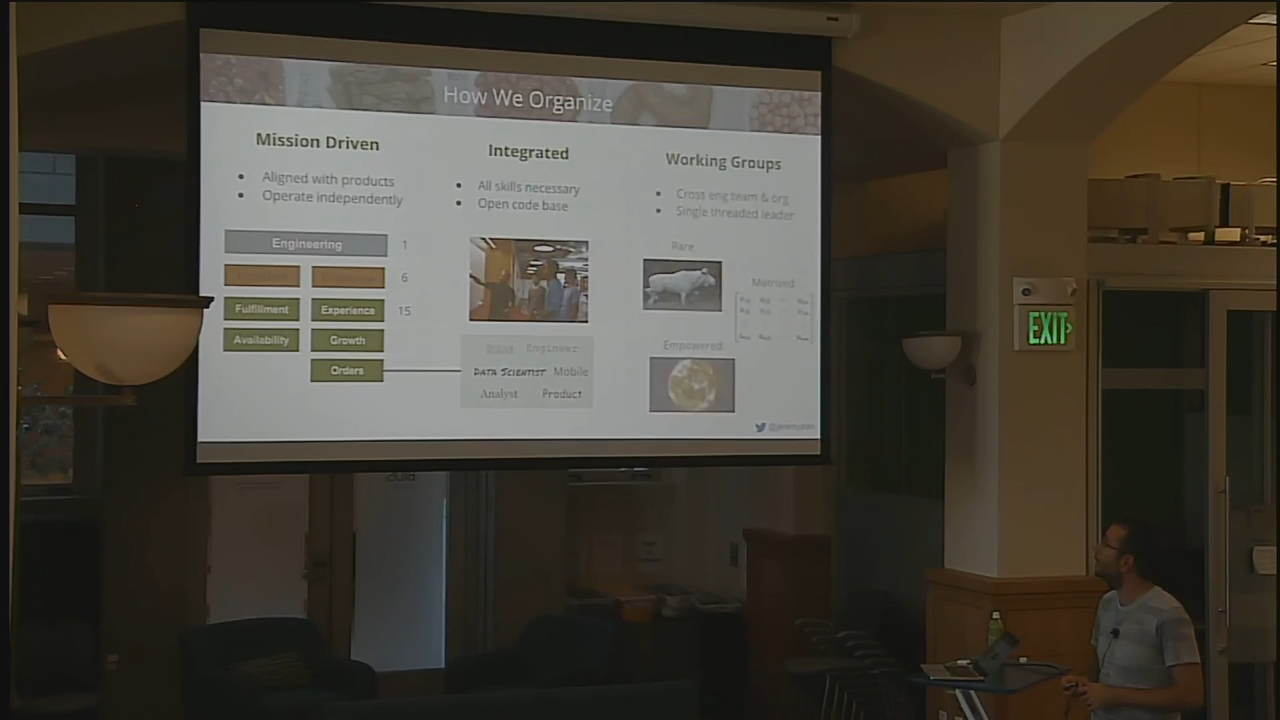 How We Organize
Mission Driven
Aligned with products
Operate independently
Engineering
1
6
Fulfillment
Experience
15
Availability
Growth
Orders
Integrated
All skills necessary
Open code base
Engineer
DATA SCIENTIST Mobile
Analyst Product
Working Groups
Cross eng team & org
Single threaded leader
Rare
Matrixed
Empowered
EXIT